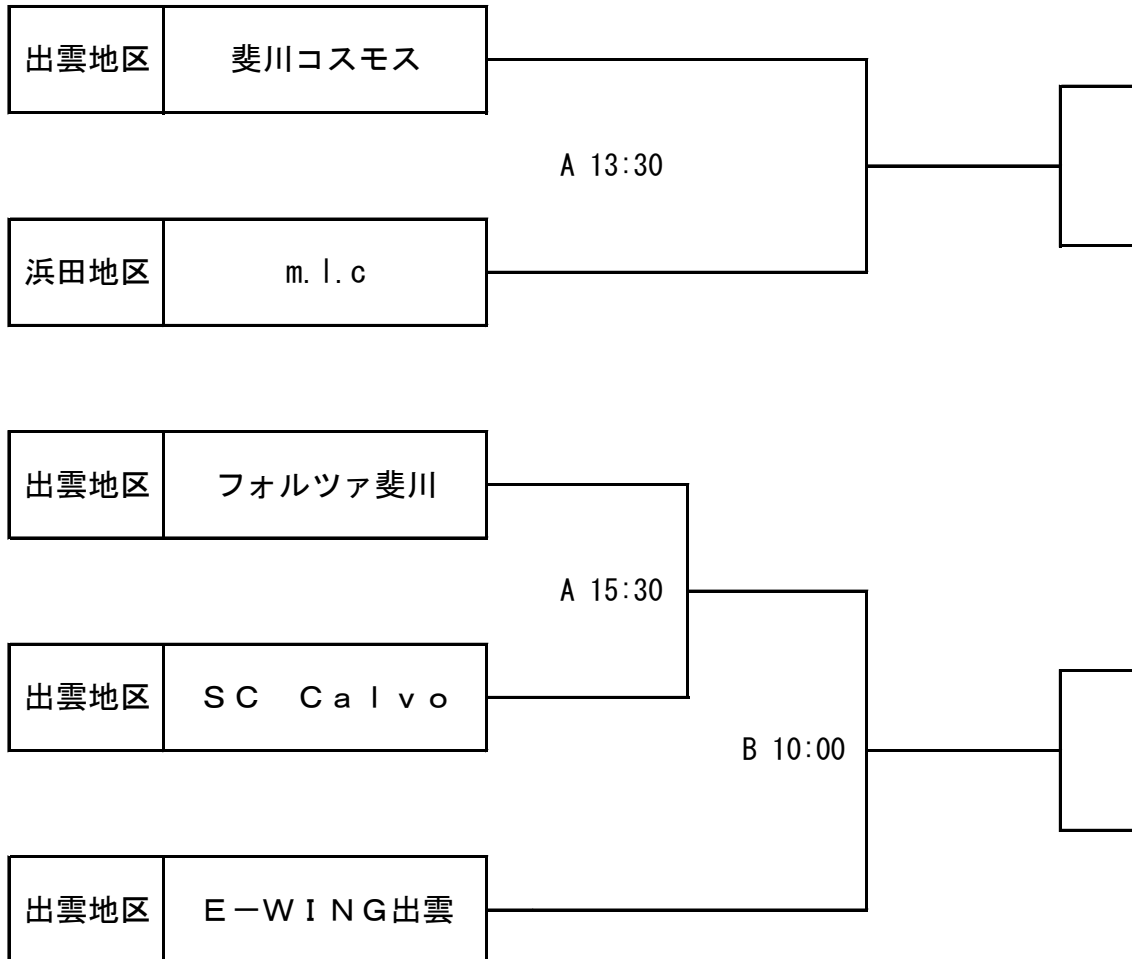 出雲地区 斐川コスモス
A 13:30
浜田地区 m.l.c
出雲地区 フォルツァ斐川
A 15:30
出雲地区 ＳＣ　Ｃａｌｖｏ
B 10:00
出雲地区 Ｅ－ＷＩＮＧ出雲